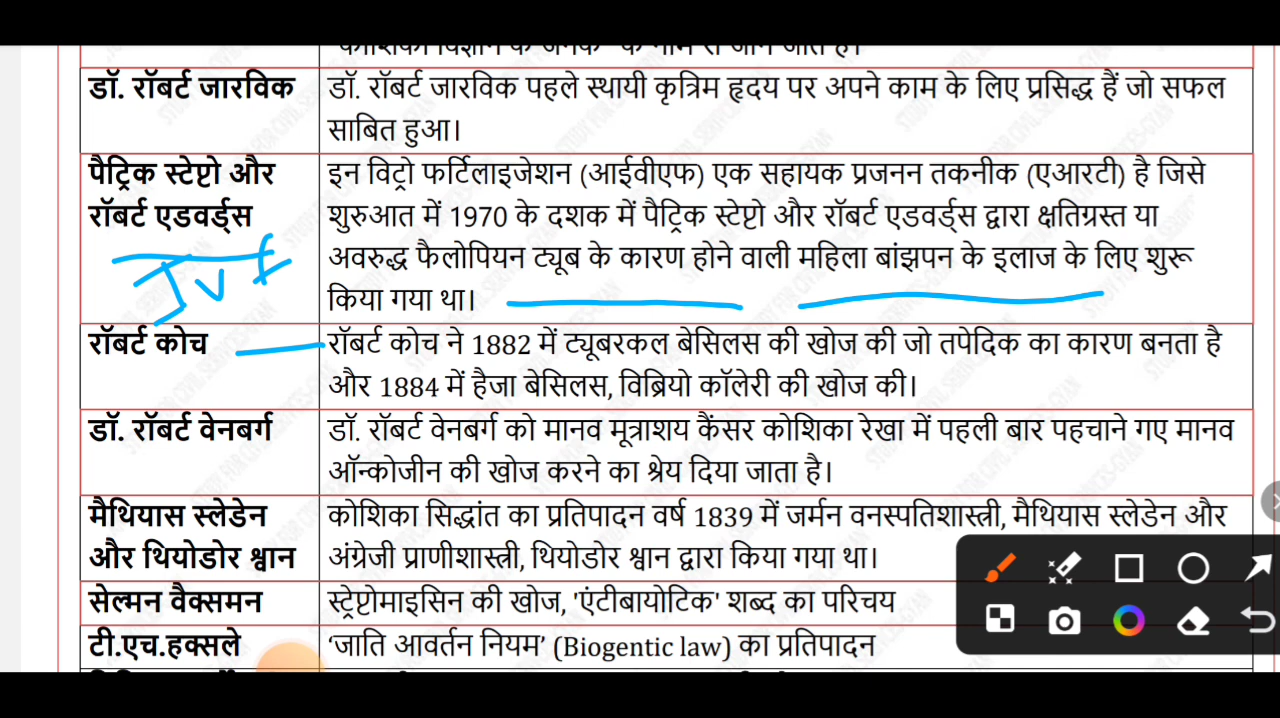 डॉ. रॉबर्ट जारविक
डॉ. रॉबर्ट जारविक पहले स्थायी कृत्रिम हृदय पर अपने काम के लिए प्रसिद्ध हैं जो सफल
साबित हुआ।
पैट्रिक स्टेप्टो और
रॉबर्ट एडवर्ड्स
Ivf
इन विट्रो फर्टिलाइजेशन (आईवीएफ) एक सहायक प्रजनन तकनीक (एआरटी) है जिसे
शुरुआत में 1970 के दशक में पैट्रिक स्टेप्टो और रॉबर्ट एडवर्ड्स द्वारा क्षतिग्रस्त या
अवरुद्ध फैलोपियन ट्यूब के कारण होने वाली महिला बांझपन के इलाज के लिए शुरू
किया गया था।
रॉबर्ट कोच
रॉबर्ट कोच ने 1882 में ट्यूबरकल बेसिलस की खोज की जो तपेदिक का कारण बनता है
और 1884 में हैजा बेसिलस, विब्रियो कॉलेरी की खोज की।
डॉ. रॉबर्ट वेनबर्ग
डॉ. रॉबर्ट वेनबर्ग को मानव मूत्राशय कैंसर कोशिका रेखा में पहली बार पहचाने गए मानव
ऑन्कोजीन की खोज करने का श्रेय दिया जाता है।
मैथियास स्लेडेन
और थियोडोर श्वान
कोशिका सिद्धांत का प्रतिपादन वर्ष 1839 में जर्मन वनस्पतिशास्त्री, मैथियास स्लेडेन और
अंग्रेजी प्राणीशास्त्री, थियोडोर श्वान द्वारा किया गया था।
सेल्मन वैक्समन
स्ट्रेप्टोमाइसिन की खोज, 'एंटीबायोटिक' शब्द का परिचय
टी.एच.हक्सले
‘जाति आवर्तन नियम’ (Biogentic law) का प्रतिपादन